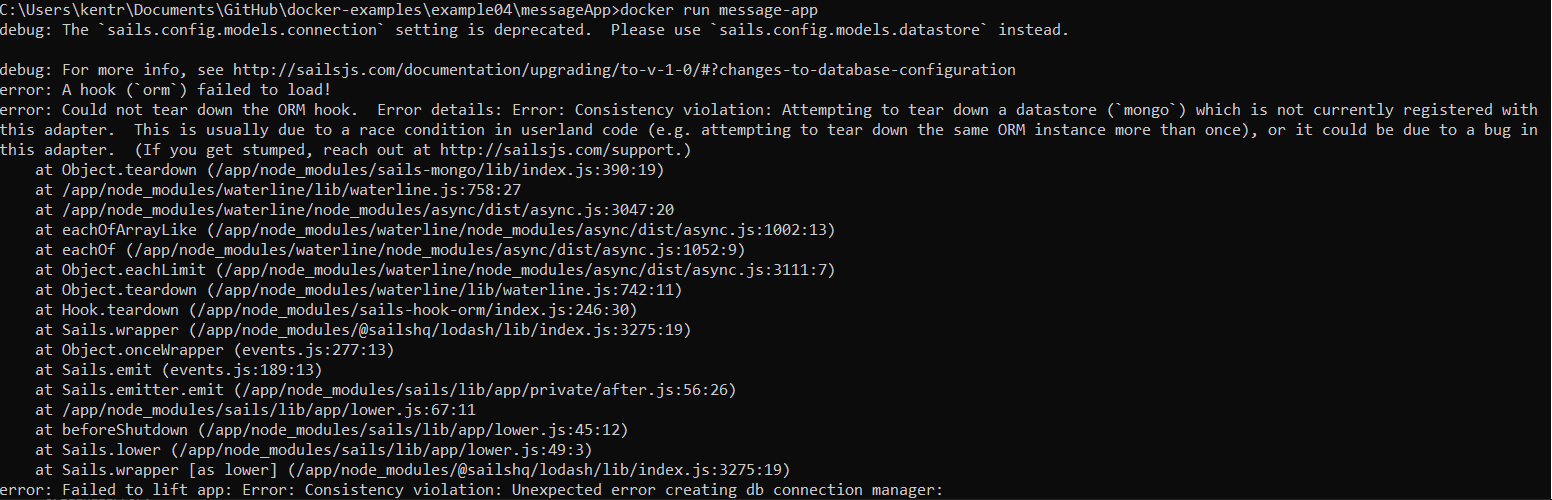 C:\Users\kentr\Documents\GitHub\docker-examples\example04\messageApp>docker run message-app
debug: The `sails.config.models.connection` setting is deprecated.  Please use `sails.config.models.datastore` instead.
debug: For more info, see http://sailsjs.com/documentation/upgrading/to-v-1-0/#?changes-to-database-configuration
error: A hook (`orm`) failed to load!
error: Could not tear down the ORM hook.  Error details: Error: Consistency violation: Attempting to tear down a datastore (`mongo`) which is not currently registered with
this adapter.  This is usually due to a race condition in userland code (e.g. attempting to tear down the same ORM instance more than once), or it could be due to a bug in
this adapter.  (If you get stumped, reach out at http://sailsjs.com/support.)
    at Object.teardown (/app/node_modules/sails-mongo/lib/index.js:390:19)
    at /app/node_modules/waterline/lib/waterline.js:758:27
    at /app/node_modules/waterline/node_modules/async/dist/async.js:3047:20
    at eachOfArrayLike (/app/node_modules/waterline/node_modules/async/dist/async.js:1002:13)
    at eachOf (/app/node_modules/waterline/node_modules/async/dist/async.js:1052:9)
    at Object.eachLimit (/app/node_modules/waterline/node_modules/async/dist/async.js:3111:7)
    at Object.teardown (/app/node_modules/waterline/lib/waterline.js:742:11)
    at Hook.teardown (/app/node_modules/sails-hook-orm/index.js:246:30)
    at Sails.wrapper (/app/node_modules/@sailshq/lodash/lib/index.js:3275:19)
    at Object.onceWrapper (events.js:277:13)
    at Sails.emit (events.js:189:13)
    at Sails.emitter.emit (/app/node_modules/sails/lib/app/private/after.js:56:26)
    at /app/node_modules/sails/lib/app/lower.js:67:11
    at beforeShutdown (/app/node_modules/sails/lib/app/lower.js:45:12)
    at Sails.lower (/app/node_modules/sails/lib/app/lower.js:49:3)
    at Sails.wrapper [as lower] (/app/node_modules/@sailshq/lodash/lib/index.js:3275:19)
error: Failed to lift app: Error: Consistency violation: Unexpected error creating db connection manager: